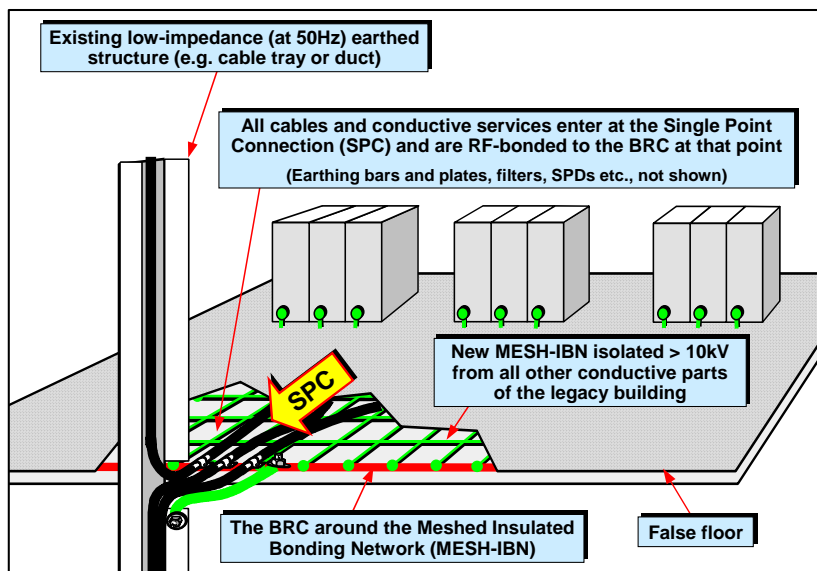 Existing low-impedance (at 50Hz) earthed
structure (e.g. cable tray or duct)
All cables and conductive services enter at the Single Point
Connection (SPC) and are RF-bonded to the BRC at that point
(Earthing bars and plates, filters, SPDs etc., not shown)
New MESH-IBN isolated > 10kV
from all other conductive parts
of the legacy building
SPC
The BRC around the Meshed Insulated
Bonding Network (MESH-IBN)
False floor